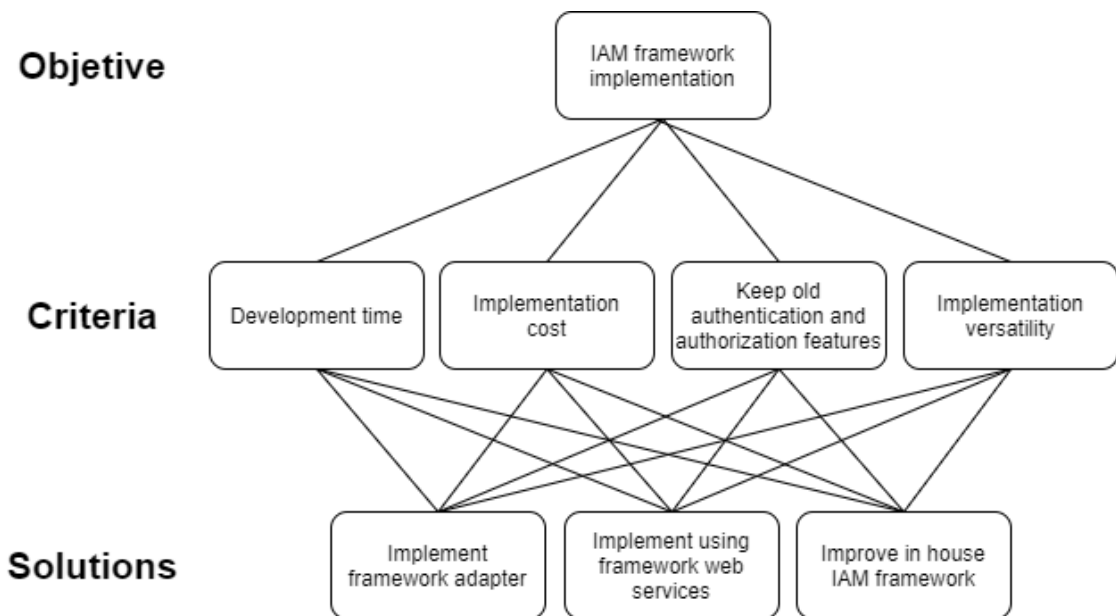 Objetive
IAM framework
implementation
Criteria
Development time
Implementation
cost
Keep old
authentication and
authorization features
Implementation
versatility
Solutions
Implement
framework adapter
Implement using
framework web
services
Improve in house
IAM framework